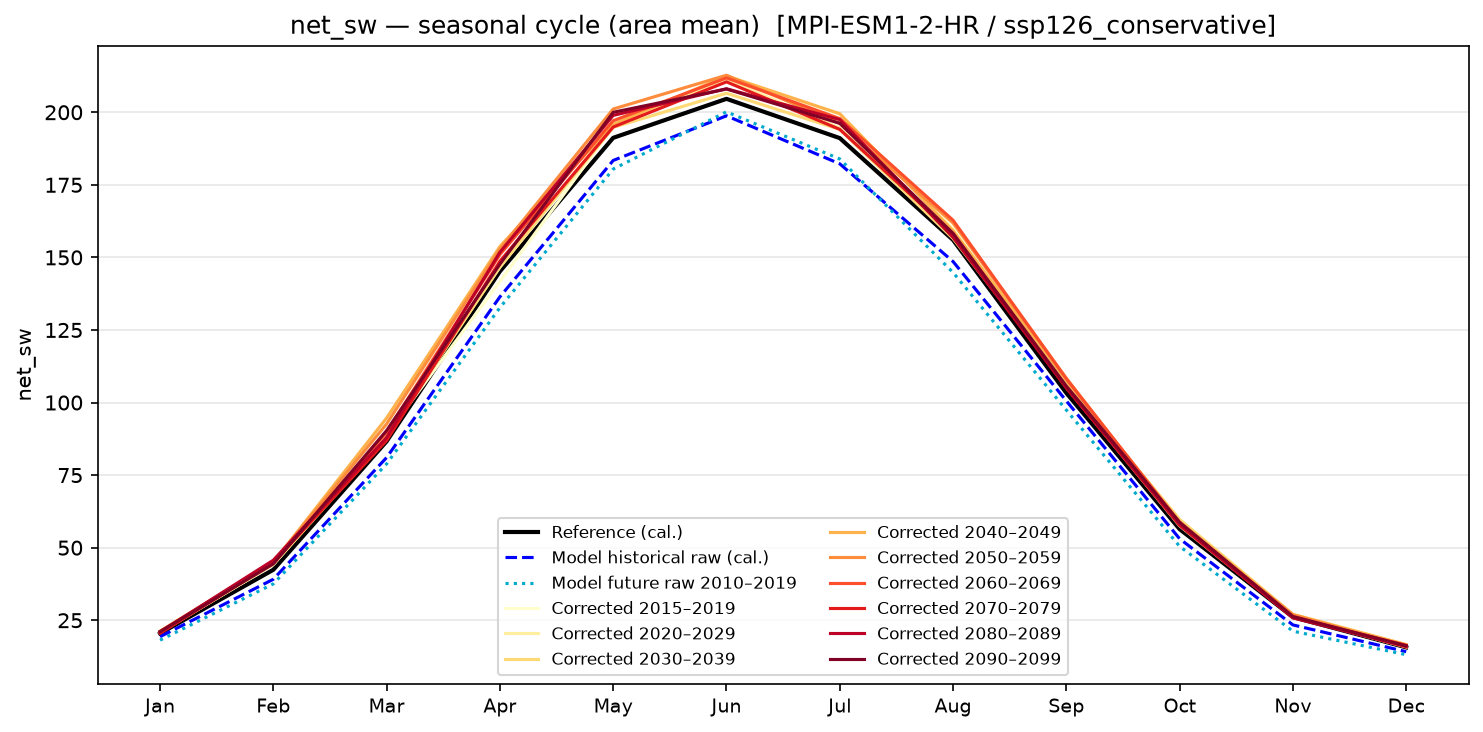 net_sw — seasonal cycle (area mean)  [MPI-ESM1-2-HR / ssp126_conservative]
net_sw
200
175
150
125
100
75
50
25
Jan
Feb
Mar
Apr
May
Jun
Jul
Aug
Sep
Oct
Nov
Dec
Reference (cal.)
Model historical raw (cal.)
Model future raw 2010–2019
Corrected 2015–2019
Corrected 2020–2029
Corrected 2030–2039
Corrected 2040–2049
Corrected 2050–2059
Corrected 2060–2069
Corrected 2070–2079
Corrected 2080–2089
Corrected 2090–2099